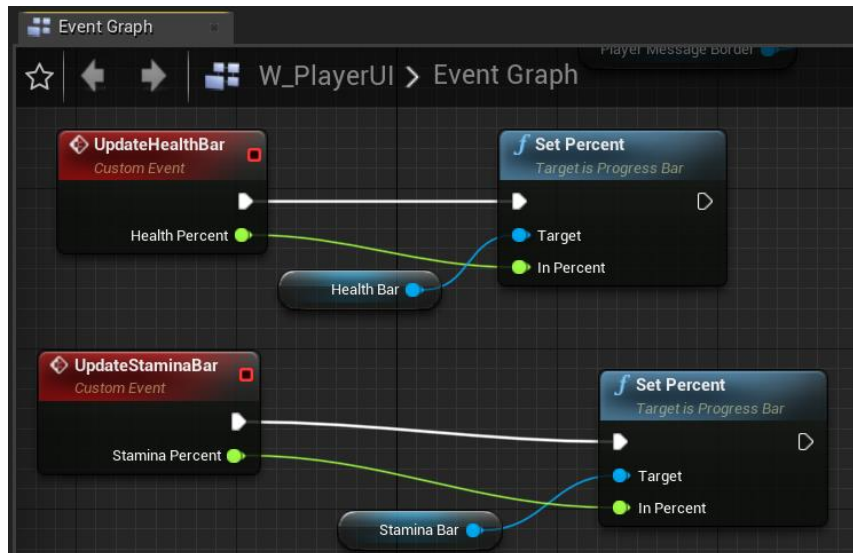 Event Graph
W_PlayerUI > Event Graph
Player Message Border
UpdateHealthBar
Custom Event
Health Percent
Set Percent
Target is Progress Bar
Target
In Percent
Health Bar
UpdateStaminaBar
Custom Event
Stamina Percent
Set Percent
Target is Progress Bar
Target
In Percent
Stamina Bar